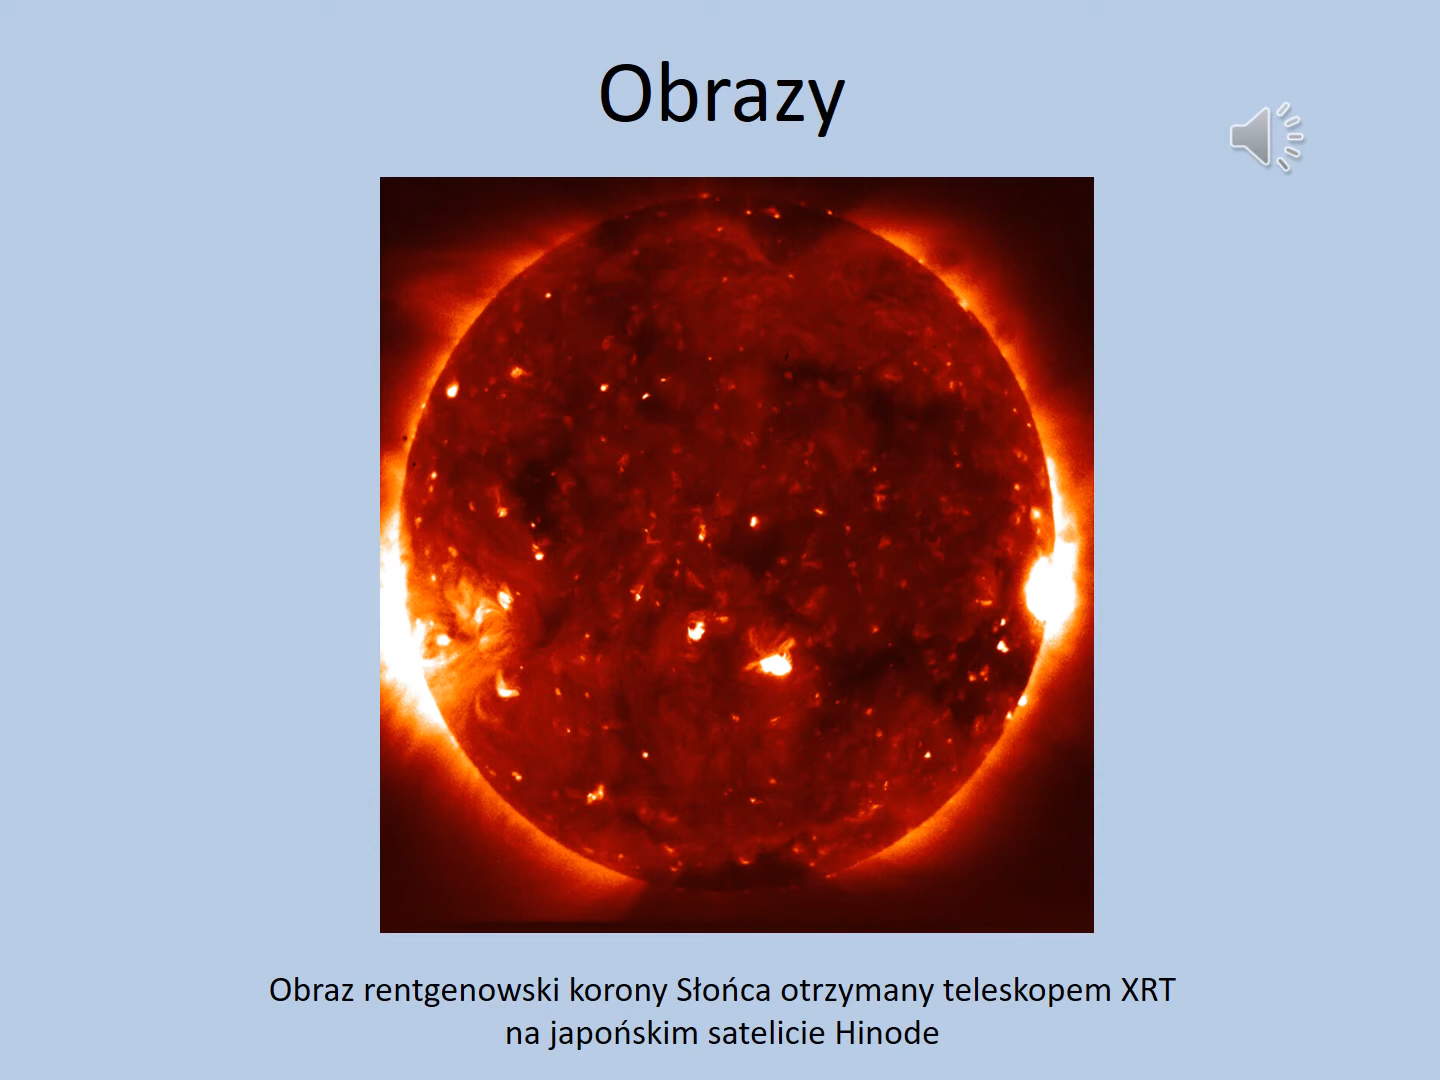 Obrazy
Obraz rentgenowski korony Słońca otrzymany teleskopem XRT
na japońskim satelicie Hinode